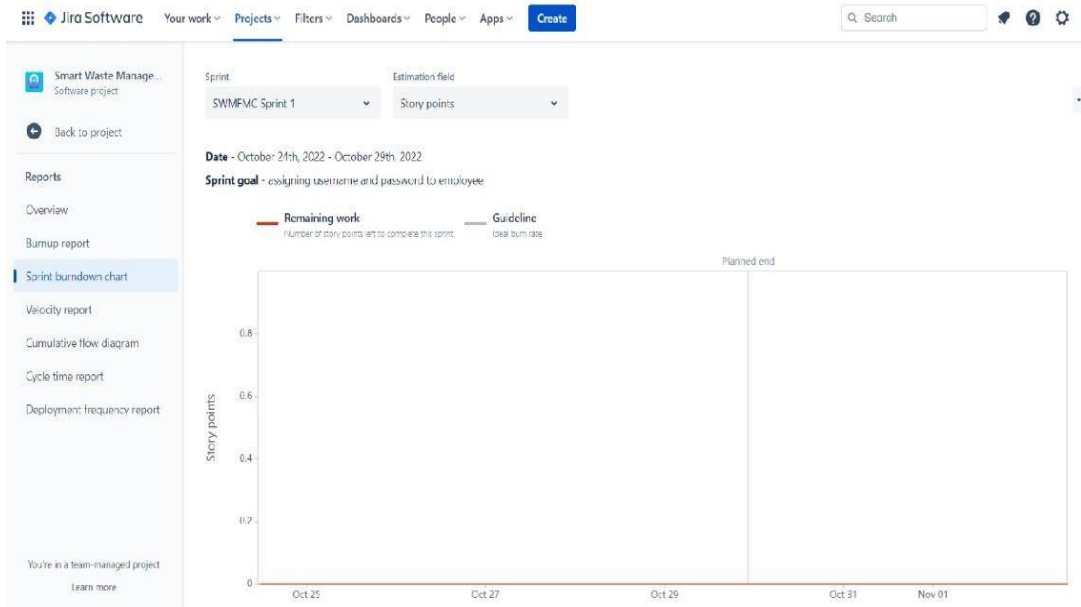 Jira Software Your work Projects Filters Dashboards People Apps Create Search
Smart Waste Manage...
Software project
Back to project
Reports
Overview
Burnup report
Sprint burndown chart
Velocity report
Cumulative flow diagram
Cycle time report
Deployment frequency report
You're in a team-managed project
Learn more
Sprint Estimation field
SWMFMC Sprint 1 Story points
Date - October 24th, 2022 - October 29th, 2022
Sprint goal - assigning username and password to employee
Remaining work Guideline
Number of story points left to complete this sprint Ideal burn rate
Planned end
0.8
0.6
0.4
0.2
0
Story points
Oct 25 Oct 27 Oct 29 Oct 31 Nov 01